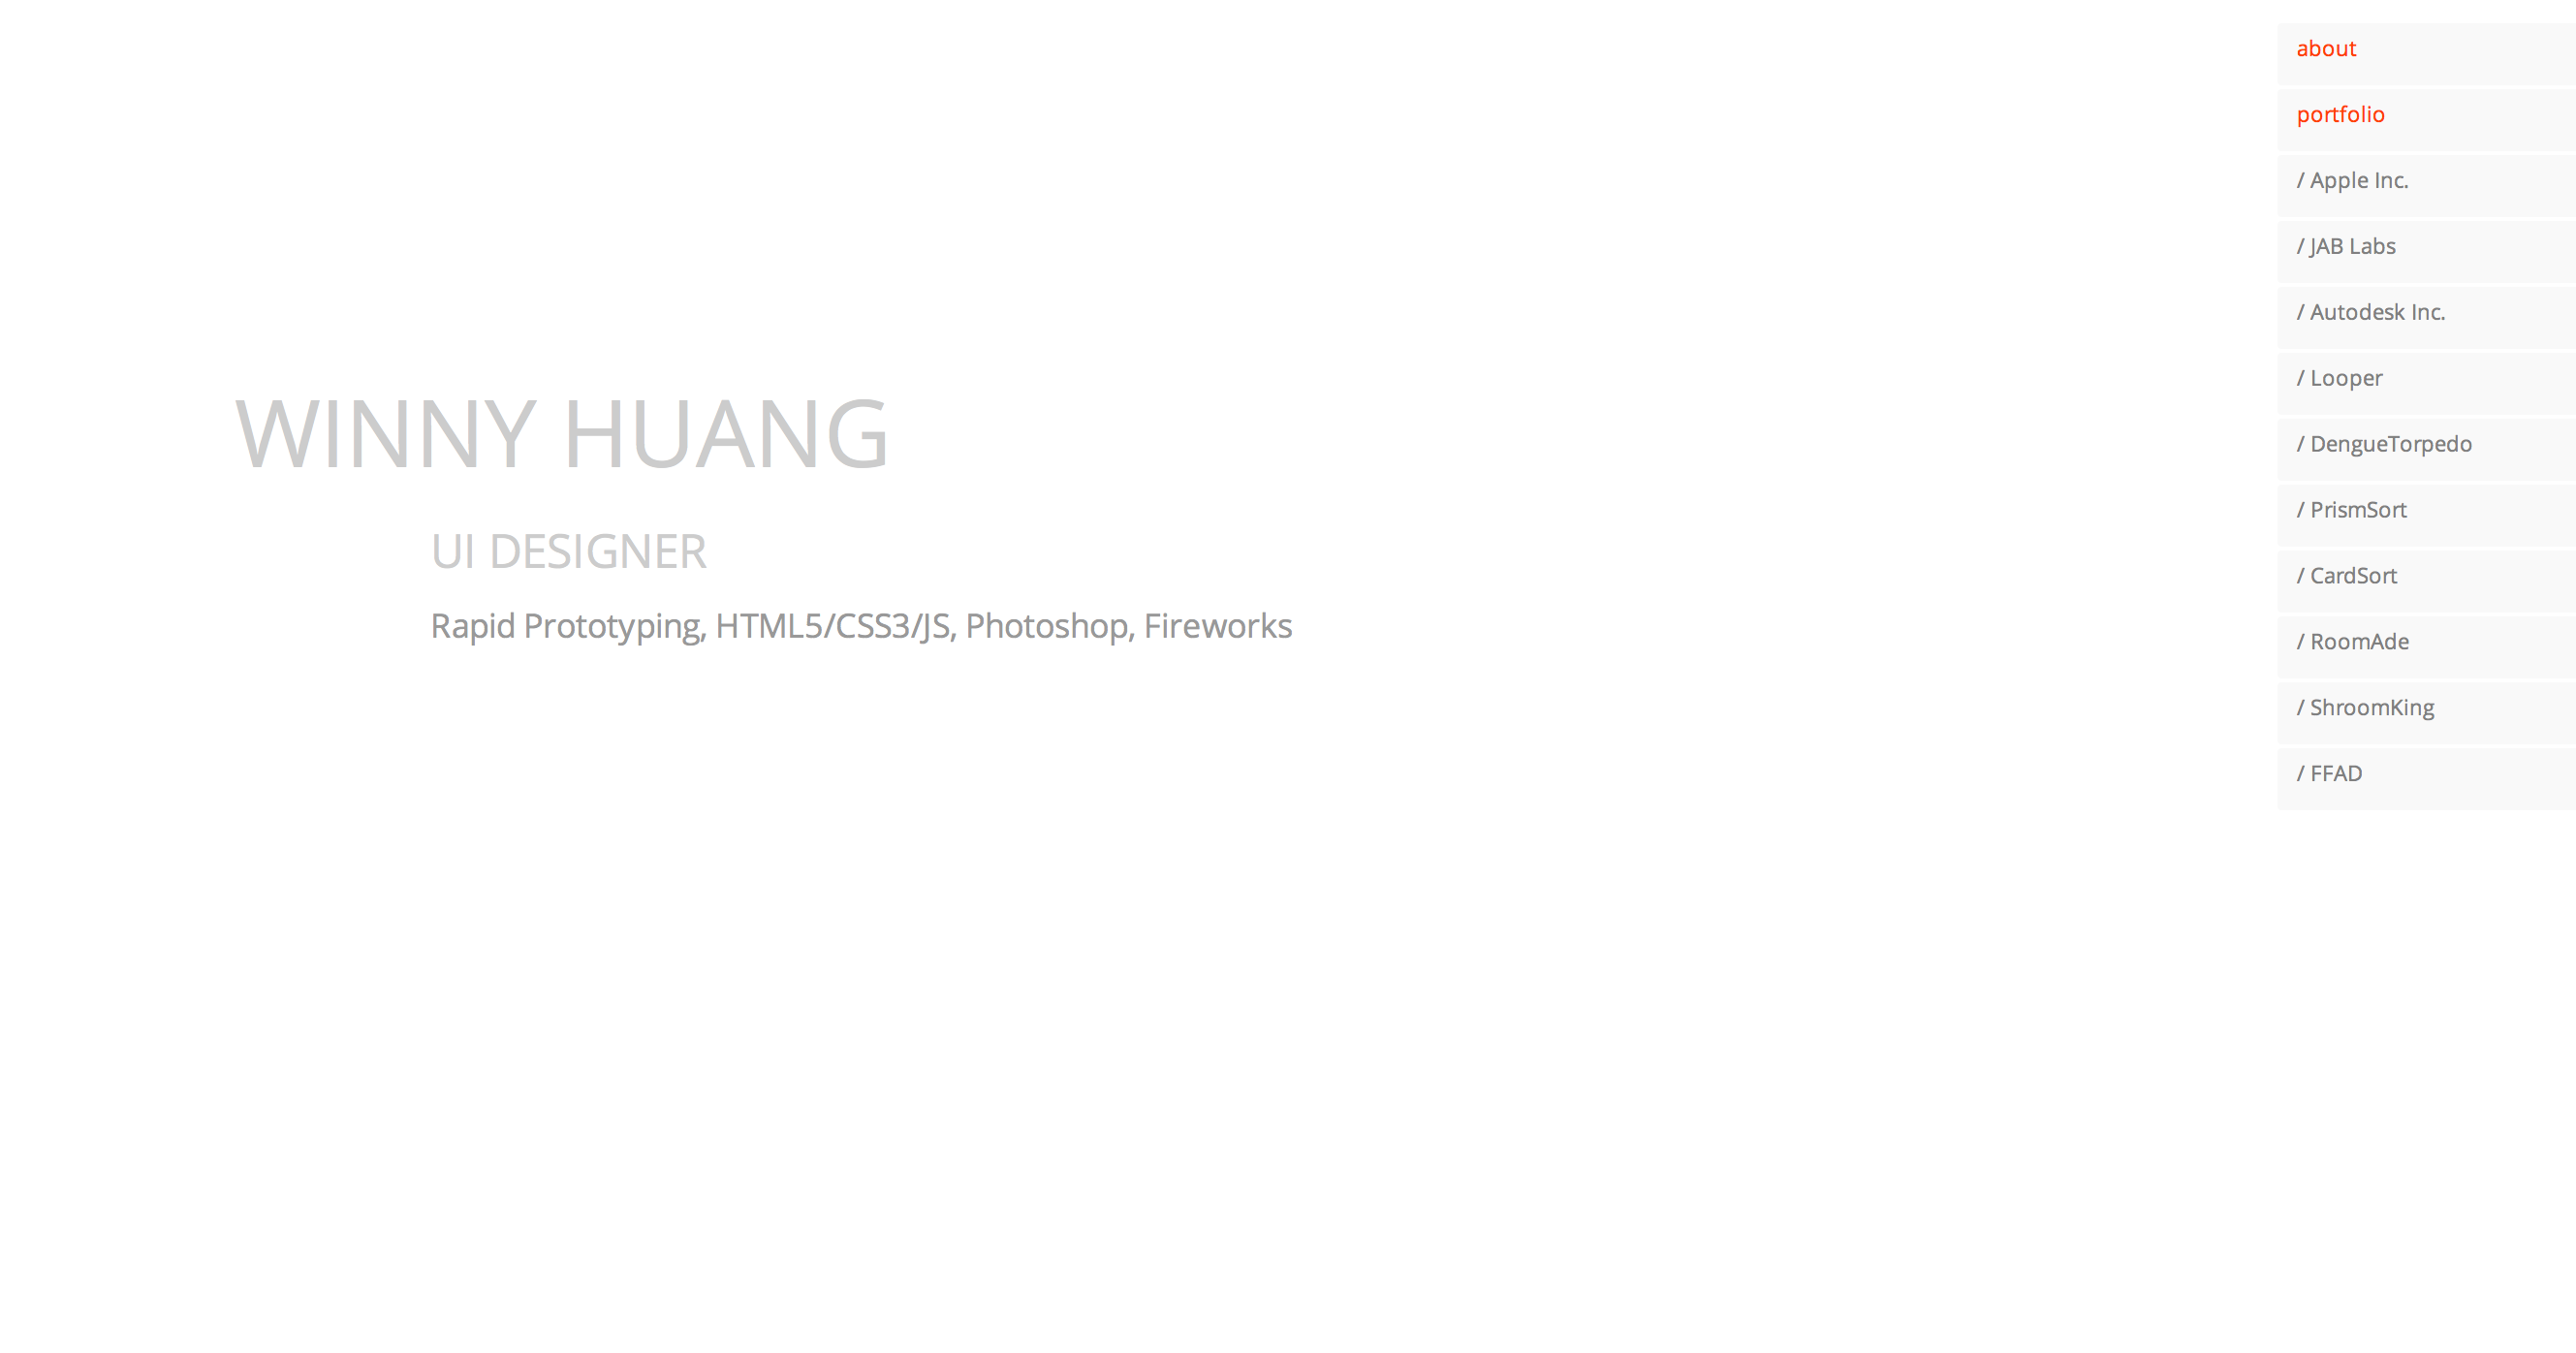 WINNY HUANG
UI DESIGNER
Rapid Prototyping, HTML5/CSS3/JS, Photoshop, Fireworks
about
portfolio
/ Apple Inc.
/ JAB Labs
/ Autodesk Inc.
/ Looper
/ DengueTorpedo
/ PrismSort
/ CardSort
/ RoomAde
/ ShroomKing
/ FFAD